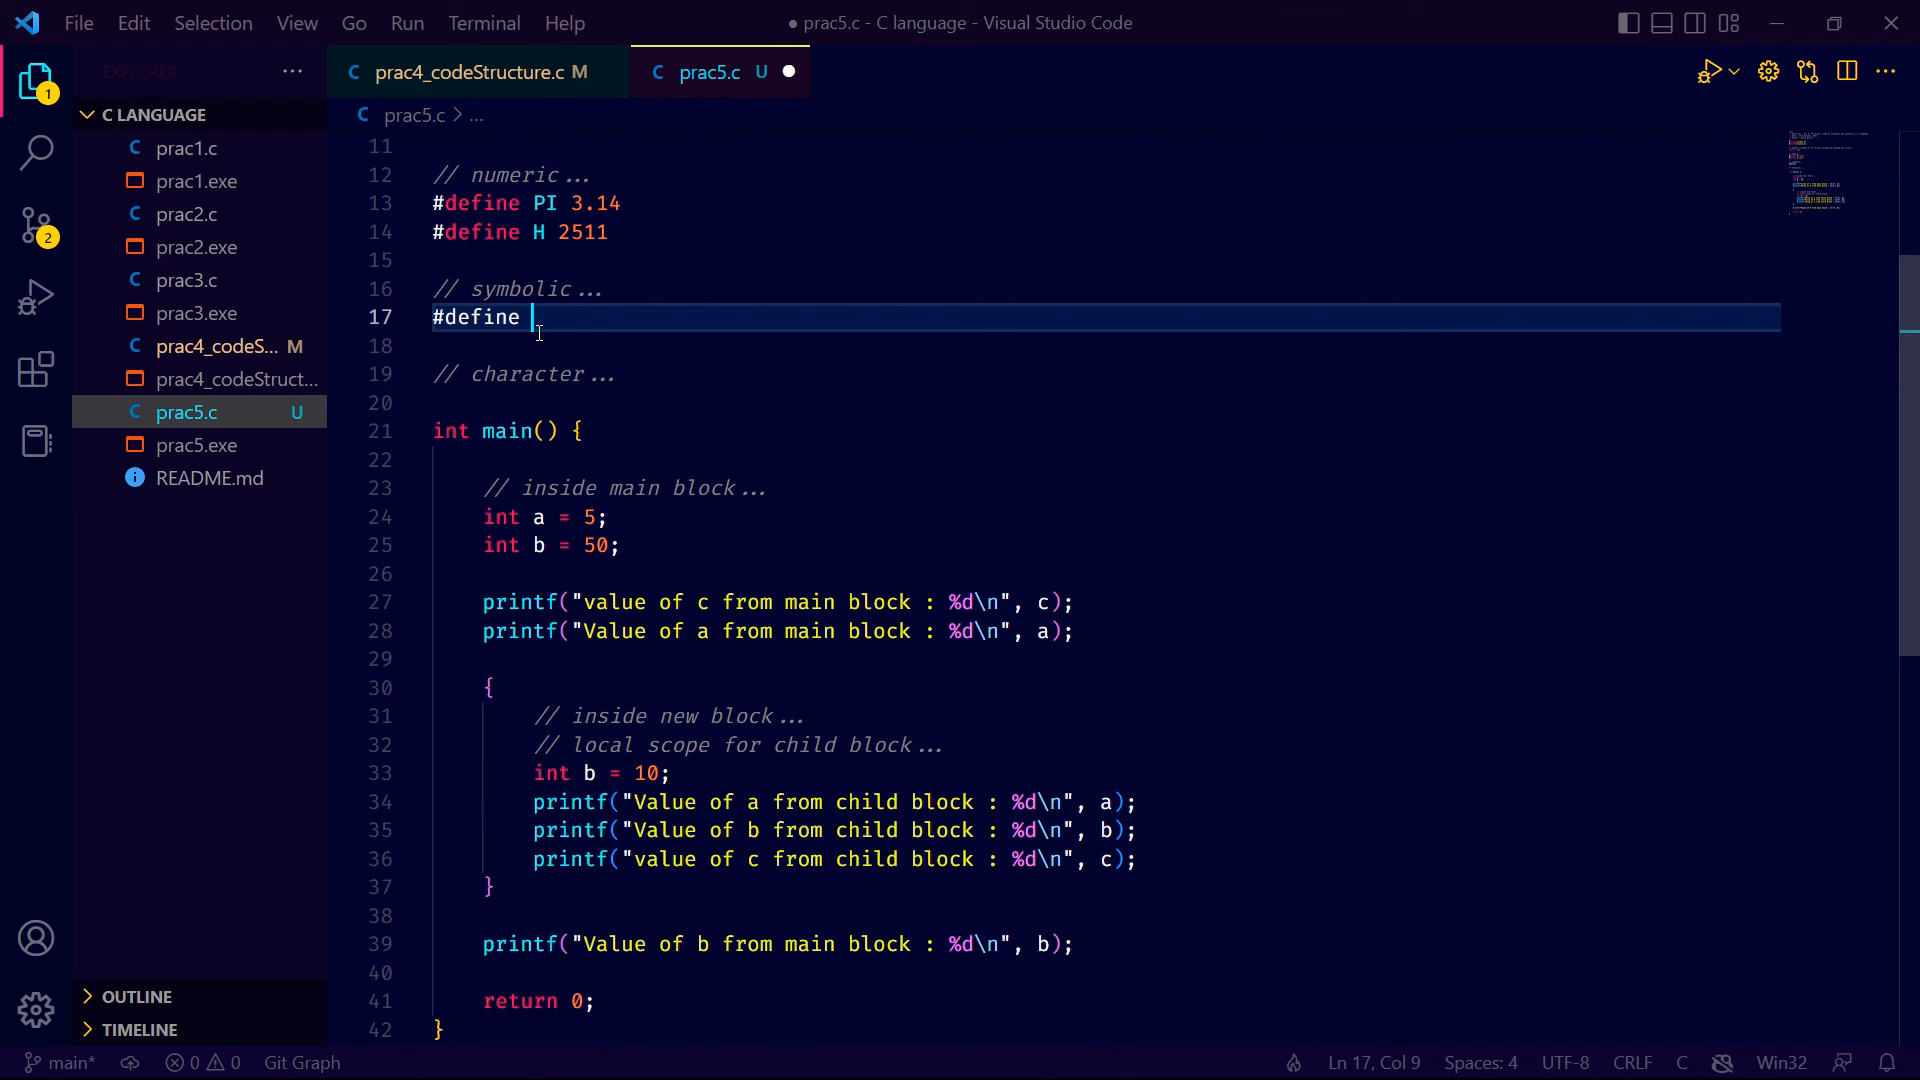 File Edit Selection View Go Run Terminal Help
● prac5.c - C language - Visual Studio Code
EXPLORER ...
C prac4_codeStructure.c M
C prac5.c U
1
C LANGUAGE
C prac5.c > ...
C prac1.c
prac1.exe
C prac2.c
2
prac2.exe
C prac3.c
prac3.exe
C prac4_codeS... M
prac4_codeStruct...
C prac5.c U
prac5.exe
README.md
11
12 // numeric...
13 #define PI 3.14
14 #define H 2511
15
16 // symbolic...
17 #define
18
19 // character...
20
21 int main() {
22
23 // inside main block...
24 int a = 5;
25 int b = 50;
26
27 printf("value of c from main block : %d\n", c);
28 printf("Value of a from main block : %d\n", a);
29
30 {
31 // inside new block...
32 // local scope for child block...
33 int b = 10;
34 printf("Value of a from child block : %d\n", a);
35 printf("Value of b from child block : %d\n", b);
36 printf("value of c from child block : %d\n", c);
37 }
38
39 printf("Value of b from main block : %d\n", b);
40
41 return 0;
42 }
OUTLINE
TIMELINE
main* 0 0 Git Graph
Ln 17, Col 9 Spaces: 4 UTF-8 CRLF C Win32